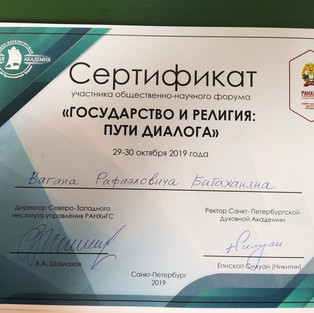 АКАДЕМИЯ
Сертификат
участника общественно-научного форума
«ГОСУДАРСТВО И РЕЛИГИЯ:
ПУТИ ДИАЛОГА»
29-30 октября 2019 года
Вагана Рафаэловича Бабаханяна
Директор Северо-Западного
института управления РАНХиГС
Ректор Санкт- Петербургской
Духовной Академии
В.А. Шамахов
Епископ Силуан (Никитин)
Санкт-Петербург
2019